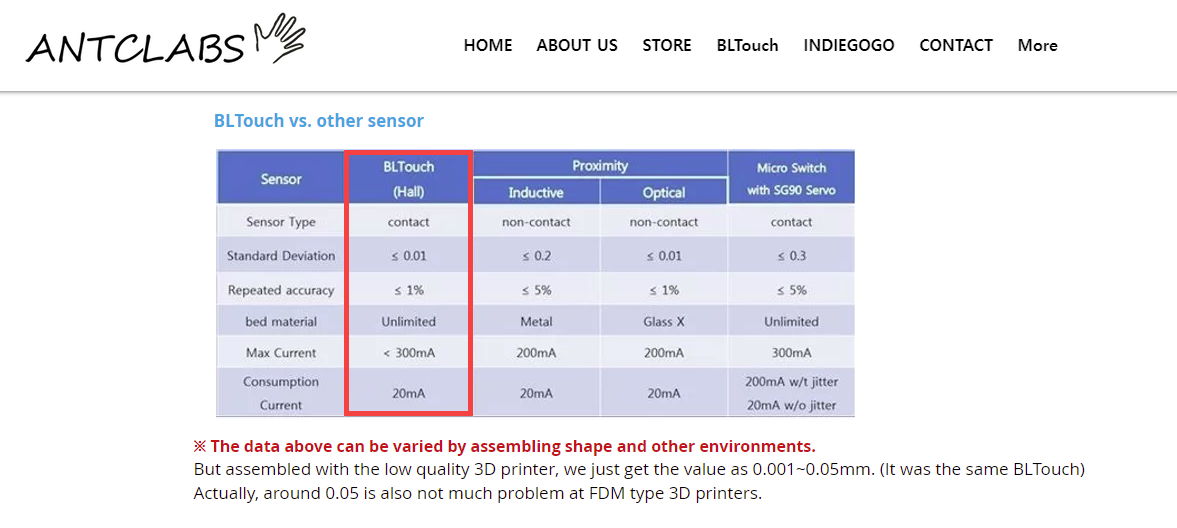 ANTCLABS
HOME ABOUT US STORE BLTouch INDIEGOGO CONTACT More
BLTouch vs. other sensor
Sensor BLTouch (Hall) Proximity Micro Switch with SG90 Servo
Inductive Optical
Sensor Type contact non-contact non-contact contact
Standard Deviation ≤ 0.01 ≤ 0.2 ≤ 0.01 ≤ 0.3
Repeated accuracy ≤ 1% ≤ 5% ≤ 1% ≤ 5%
bed material Unlimited Metal Glass X Unlimited
Max Current < 300mA 200mA 200mA 300mA
Consumption Current 20mA 20mA 20mA 200mA w/t jitter 20mA w/o jitter
※ The data above can be varied by assembling shape and other environments.
But assembled with the low quality 3D printer, we just get the value as 0.001~0.05mm. (It was the same BLTouch)
Actually, around 0.05 is also not much problem at FDM type 3D printers.